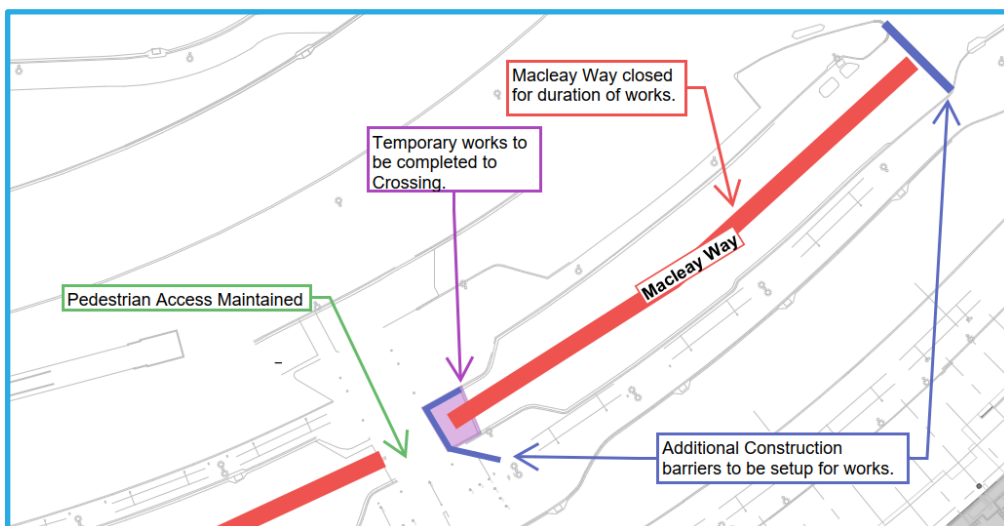 Macleay Way closed
for duration of works.
Temporary works to
be completed to
Crossing.
Macleay Way
Pedestrian Access Maintained
Additional Construction
barriers to be setup for works.